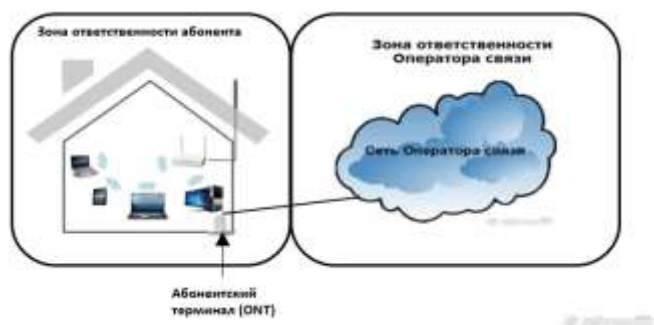 Зона ответственности абонента
Зона ответственности
Оператора связи
Сеть Оператора связи
Абонентский
терминал (ONT)